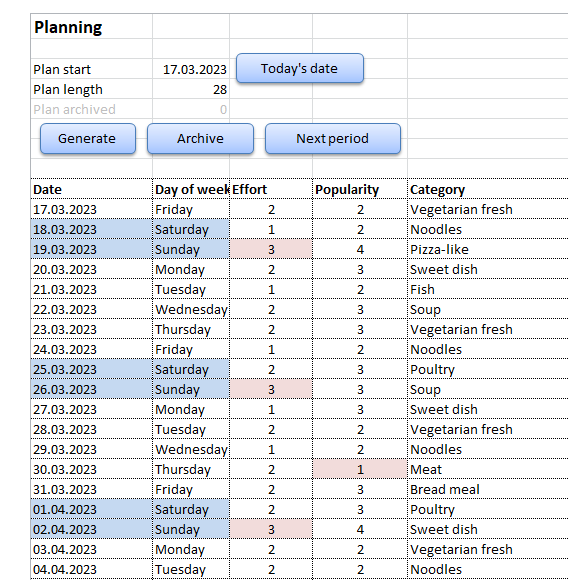 Planning
Plan start 17.03.2023 Today's date
Plan length 28
Plan archived 0
Generate Archive Next period
Date Day of week Effort Popularity Category
17.03.2023 Friday 2 2 Vegetarian fresh
18.03.2023 Saturday 1 2 Noodles
19.03.2023 Sunday 3 4 Pizza-like
20.03.2023 Monday 2 3 Sweet dish
21.03.2023 Tuesday 1 2 Fish
22.03.2023 Wednesday 2 3 Soup
23.03.2023 Thursday 2 3 Vegetarian fresh
24.03.2023 Friday 1 2 Noodles
25.03.2023 Saturday 2 3 Poultry
26.03.2023 Sunday 3 3 Soup
27.03.2023 Monday 1 3 Sweet dish
28.03.2023 Tuesday 2 2 Vegetarian fresh
29.03.2023 Wednesday 1 2 Noodles
30.03.2023 Thursday 2 1 Meat
31.03.2023 Friday 2 3 Bread meal
01.04.2023 Saturday 2 3 Poultry
02.04.2023 Sunday 3 4 Sweet dish
03.04.2023 Monday 2 2 Vegetarian fresh
04.04.2023 Tuesday 2 2 Noodles